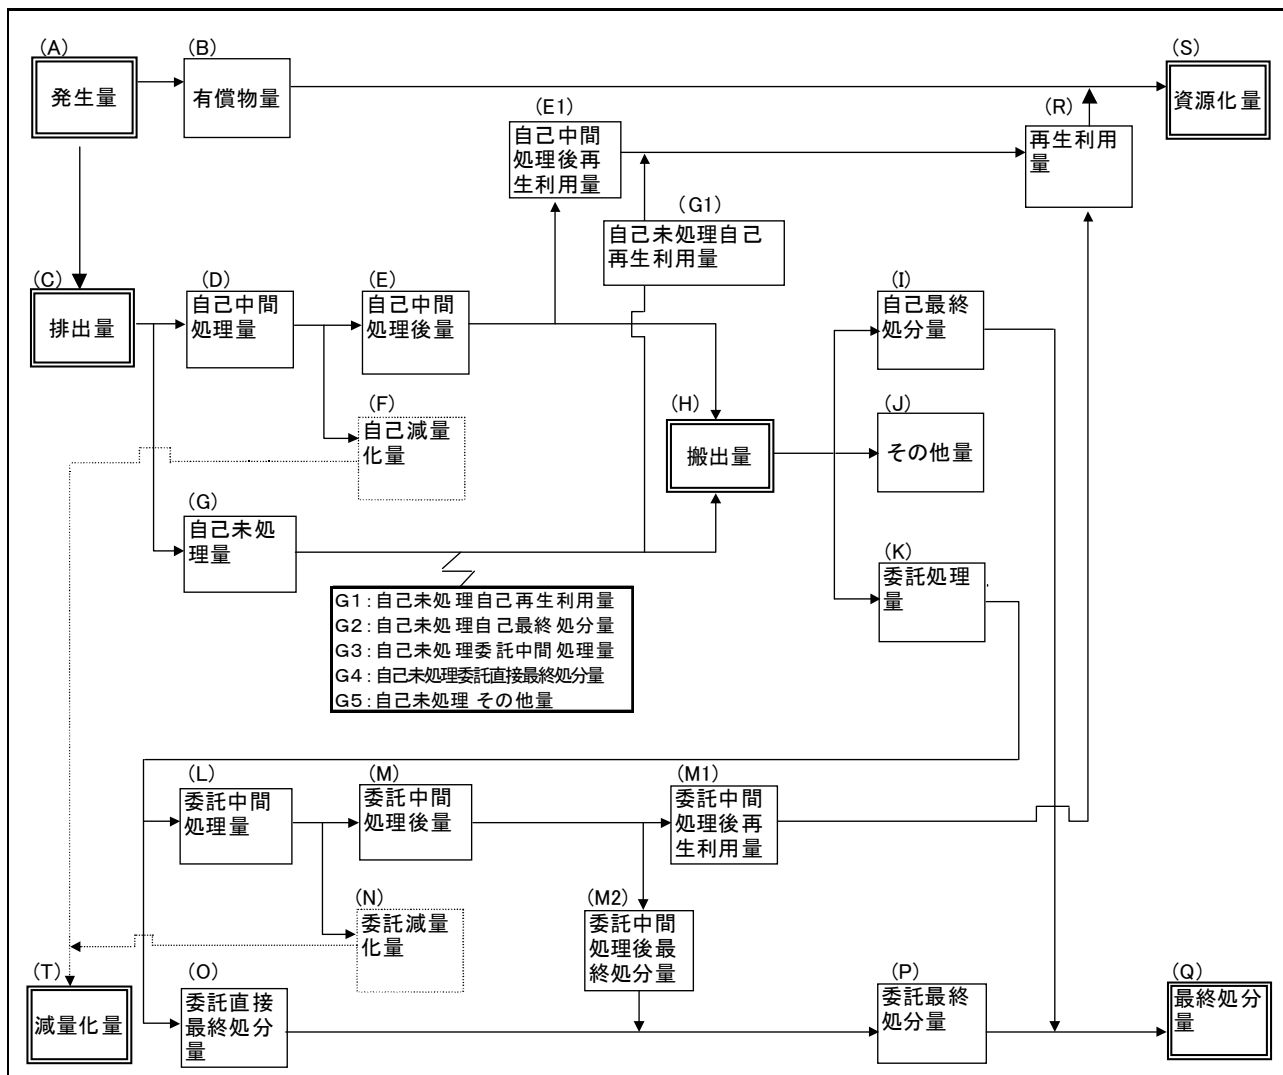 (A)
発生量
(B)
有償物量
(S)
資源化量
(E1)
自己中間
処理後再
生利用量
(R)
再生利用
量
(G1)
自己未処理自己
再生利用量
(C)
排出量
(D)
自己中間
処理量
(E)
自己中間
処理後量
(I)
自己最終
処分量
(F)
自己減量
化量
(H)
搬出量
(J)
その他量
(G)
自己未処
理量
(K)
委託処理
量
G1:自己未処理自己再生利用量
G2:自己未処理自己最終処分量
G3:自己未処理委託中間処理量
G4:自己未処理委託直接最終処分量
G5:自己未処理 その他量
(L)
委託中間
処理量
(M)
委託中間
処理後量
(M1)
委託中間
処理後再
生利用量
(N)
委託減量
化量
(M2)
委託中間
処理後最
終処分量
(T)
減量化量
(O)
委託直接
最終処分
量
(P)
委託最終
処分量
(Q)
最終処分
量